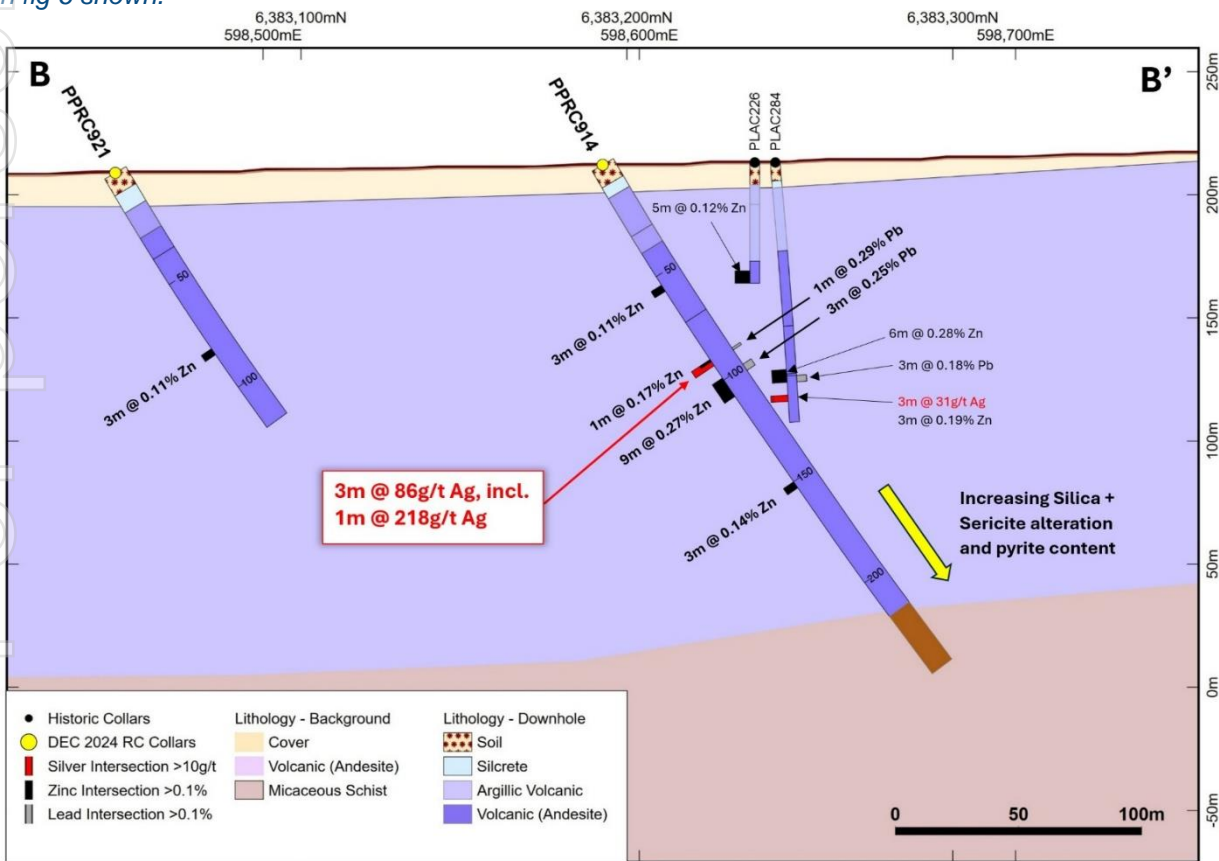 fig 3 shown.
6,383,100mN
598,500mE
6,383,200mN
598,600mE
6,383,300mN
598,700mE
B
B’
PPRC921
PPRC914
PLAC226
PLAC284
250m
200m
150m
100m
50m
0m
-50m
50
100
50
100
150
200
5m @ 0.12% Zn
1m @ 0.29% Pb
3m @ 0.25% Pb
3m @ 0.11% Zn
3m @ 0.11% Zn
1m @ 0.17% Zn
9m @ 0.27% Zn
3m @ 0.14% Zn
6m @ 0.28% Zn
3m @ 0.18% Pb
3m @ 31g/t Ag
3m @ 0.19% Zn
3m @ 86g/t Ag, incl.
1m @ 218g/t Ag
Increasing Silica +
Sericite alteration
and pyrite content
Historic Collars
DEC 2024 RC Collars
Silver Intersection >10g/t
Zinc Intersection >0.1%
Lead Intersection >0.1%
Lithology - Background
Cover
Volcanic (Andesite)
Micaceous Schist
Lithology - Downhole
Soil
Silcrete
Argillic Volcanic
Volcanic (Andesite)
0 50 100m